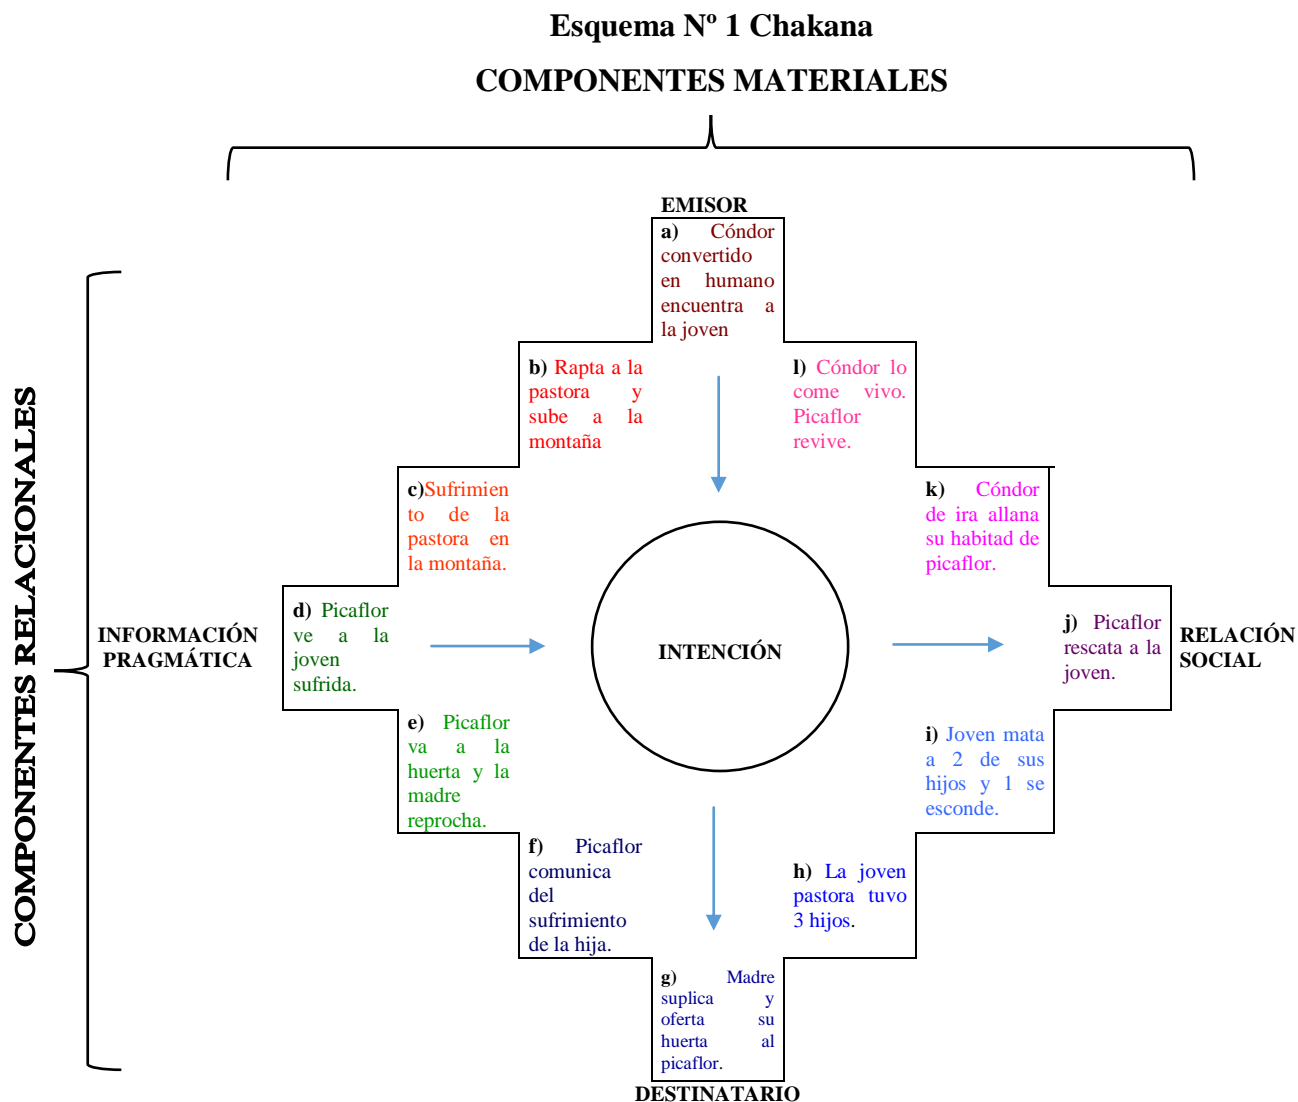 Esquema Nº 1 Chakana
COMPONENTES MATERIALES
EMISOR
a) Cóndor
convertido
en humano
encuentra a
la joven
b) Rapta a la
pastora y
sube a la
montaña
l) Cóndor lo
come vivo.
Picaflor
revive.
c)Sufrimien
to de la
pastora en
la montaña.
k) Cóndor
de ira allana
su habitad de
picaflor.
COMPONENTES RELACIONALES
INFORMACIÓN
PRAGMÁTICA
d) Picaflor
ve a la
joven
sufrida.
INTENCIÓN
j) Picaflor
rescata a la
joven.
RELACIÓN
SOCIAL
e) Picaflor
va a la
huerta y la
madre
reprocha.
i) Joven mata
a 2 de sus
hijos y 1 se
esconde.
f) Picaflor
comunica
del
sufrimiento
de la hija.
h) La joven
pastora tuvo
3 hijos.
g) Madre
suplica y
oferta su
huerta al
picaflor.
DESTINATARIO